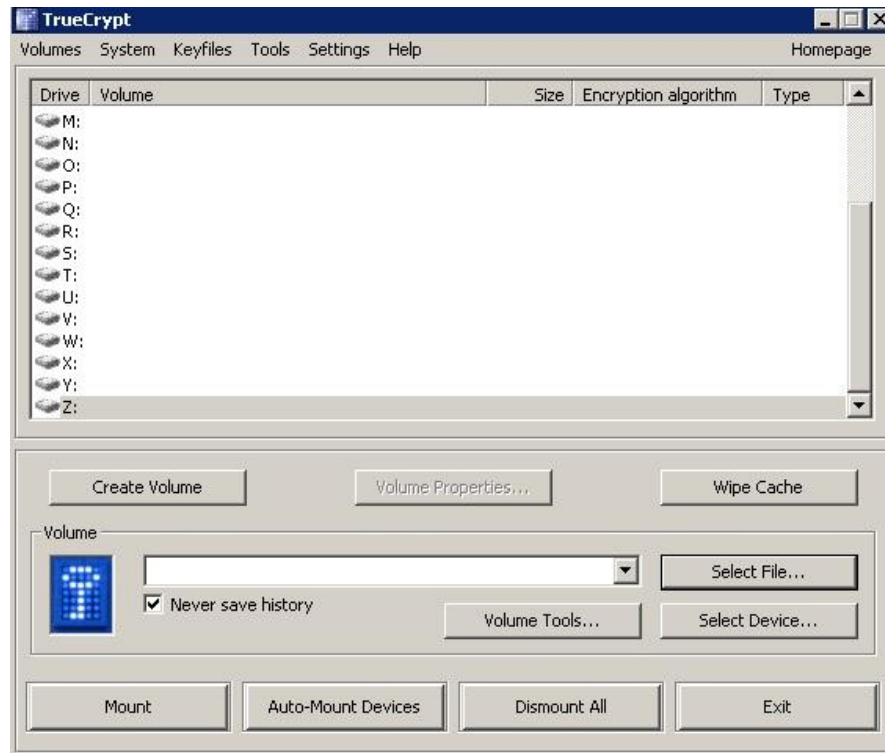 TrueCrypt
Volumes System Keyfiles Tools Settings Help Homepage
Drive Volume Size Encryption algorithm Type
M:
N:
O:
P:
Q:
R:
S:
T:
U:
V:
W:
X:
Y:
Z:
Create Volume Volume Properties... Wipe Cache
Volume
Select File...
Never save history
Volume Tools... Select Device...
Mount Auto-Mount Devices Dismount All Exit